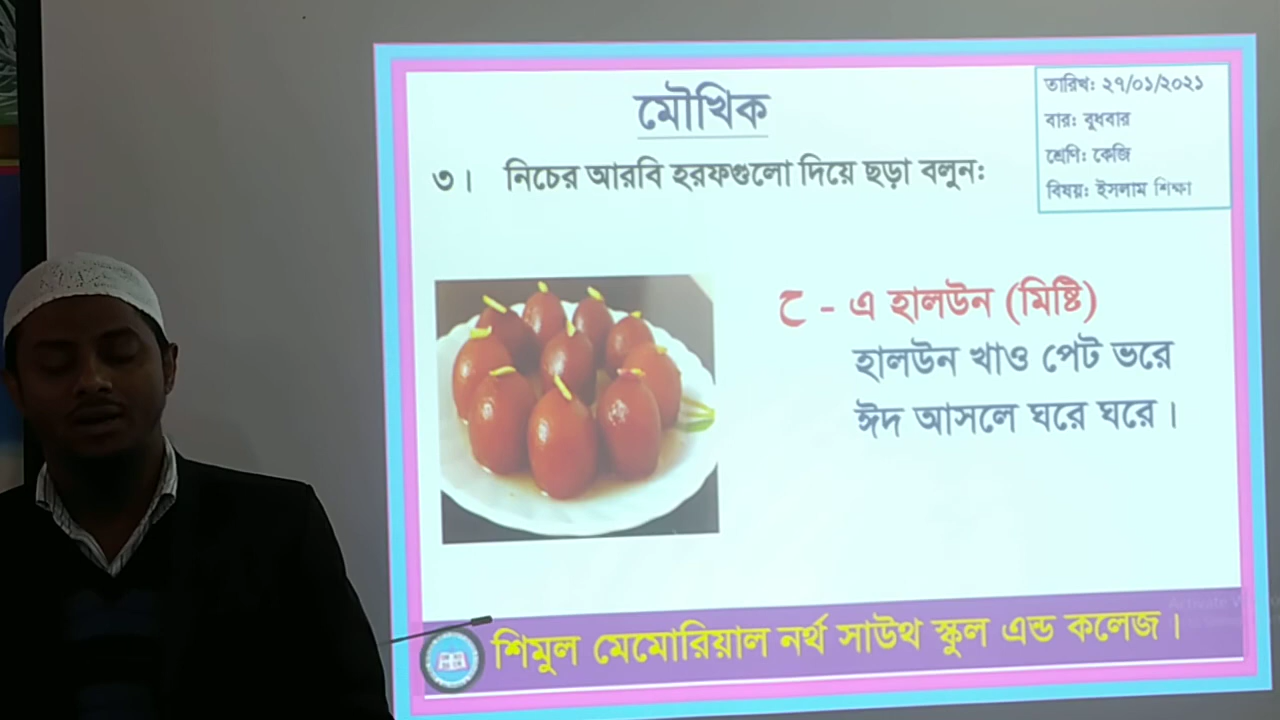 মৌখিক
তারিখ: ২৭/০১/২০২১
বার: বুধবার
শ্রেণি: কেজি
বিষয়: ইসলাম শিক্ষা
৩। নিচের আরবি হরফগুলো দিয়ে ছড়া বলুন:
ح - এ হালউন (মিষ্টি)
হালউন খাও পেট ভরে
ঈদ আসলে ঘরে ঘরে।
শিমুল মেমোরিয়াল নর্থ সাউথ স্কুল এন্ড কলেজ।